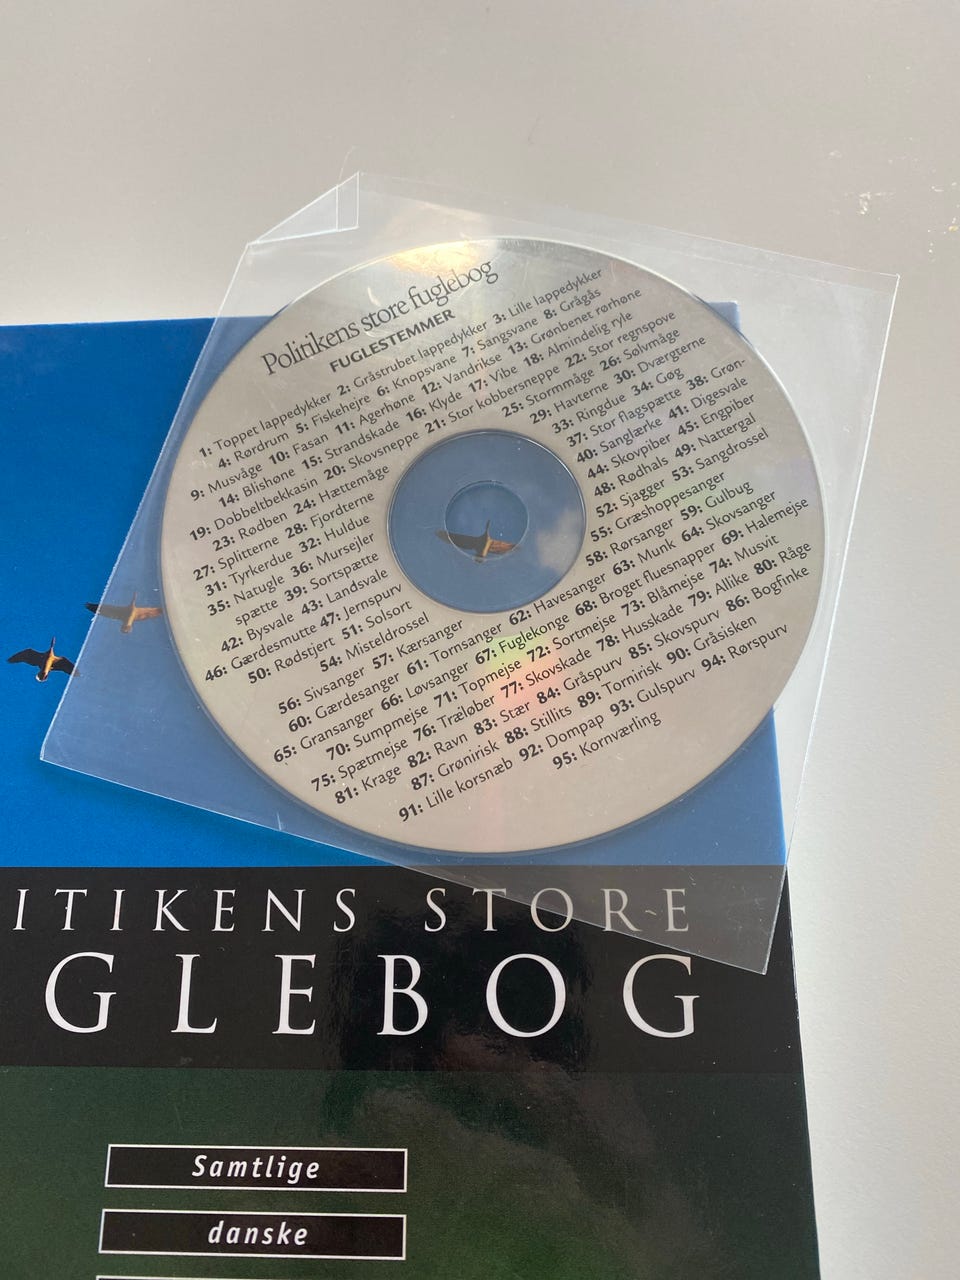 Politikens store fuglebog
FUGLESTEMMER
1: Toppet lappedykker 2: Gråstrubet lappedykker 3: Lille lappedykker
4: Rørdrum 5: Fiskehejre 6: Knopsvane 7: Sangsvane 8: Grågås
9: Musvåge 10: Fasan 11: Agerhøne 12: Vandrikse 13: Grønbenet rørhøne
14: Blishøne 15: Strandskade 16: Klyde 17: Vibe 18: Almindelig ryle
19: Dobbeltbekkasin 20: Skovsneppe 21: Stor kobbersneppe 22: Stor regnspove
23: Rødben 24: Hættemåge 25: Stormmåge 26: Sølvmåge
27: Splitterne 28: Fjordterne 29: Havterne 30: Dværgterne
31: Tyrkerdue 32: Huldue 33: Ringdue 34: Gøg
35: Natugle 36: Mursejler 37: Stor flagspætte 38: Grøn-
spætte 39: Sortspætte 40: Sanglærke 41: Digesvale
42: Bysvale 43: Landsvale 44: Skovpiber 45: Engpiber
46: Gærdesmutte 47: Jernspurv 48: Rødhals 49: Nattergal
50: Rødstjert 51: Solsort 52: Sjagger 53: Sangdrossel
54: Misteldrossel 55: Græshoppesanger
56: Sivsanger 57: Kærsanger 58: Rørsanger 59: Gulbug
60: Gærdesanger 61: Tornsanger 62: Havesanger 63: Munk 64: Skovsanger
65: Gransanger 66: Løvsanger 67: Fuglekonge 68: Broget fluesnapper 69: Halemejse
70: Sumpmejse 71: Topmejse 72: Sortmejse 73: Blåmejse 74: Musvit
75: Spætmejse 76: Træløber 77: Skovskade 78: Husskade 79: Allike 80: Råge
81: Krage 82: Ravn 83: Stær 84: Gråspurv 85: Skovspurv 86: Bogfinke
87: Grønirisk 88: Stillits 89: Tornirisk 90: Gråsisken
91: Lille korsnæb 92: Dompap 93: Gulspurv 94: Rørspurv
95: Kornværling
ITIKENS STORE
GLEBOG
Samtlige
danske